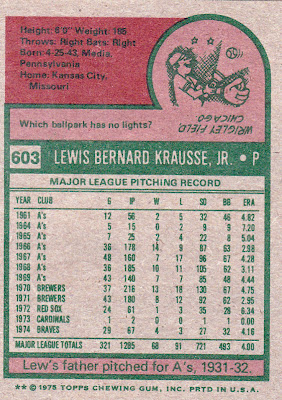 Height: 6'0" Weight:
Throws: Right Bats: Right
Born: 4-25-43, Media,
Pennsylvania
Home: Kansas City,
Missouri
Which ballpark has no lights?
WRIGLEY FIELD
CHICAGO
603 LEWIS BERNARD KRAUSSE, JR. • P
MAJOR LEAGUE PITCHING RECORD
YEAR CLUB G IP W L SO BB ERA
1961 A's 12 56 2 5 32 46 4.82
1964 A's 5 15 0 2 9 9 7.20
1965 A's 7 25 2 4 22 8 5.04
1966 A's 36 178 14 9 87 63 2.98
1967 A's 48 160 7 17 96 67 4.28
1968 A's 36 185 10 11 105 62 3.11
1969 A's 43 140 7 7 85 48 4.44
1970 BREWERS 37 216 13 18 130 67 4.75
1971 BREWERS 43 180 8 12 92 62 2.95
1972 RED SOX 24 61 1 3 35 28 6.34
1973 CARDINALS 1 2 0 0 1 1 0.00
1974 BRAVES 29 67 4 3 27 32 4.16
MAJOR LEAGUE TOTALS 321 1285 68 91 721 493 4.00
Lew's father pitched for A's, 1931-32.
** © 1975 TOPPS CHEWING GUM, INC. PRTD IN U.S.A.